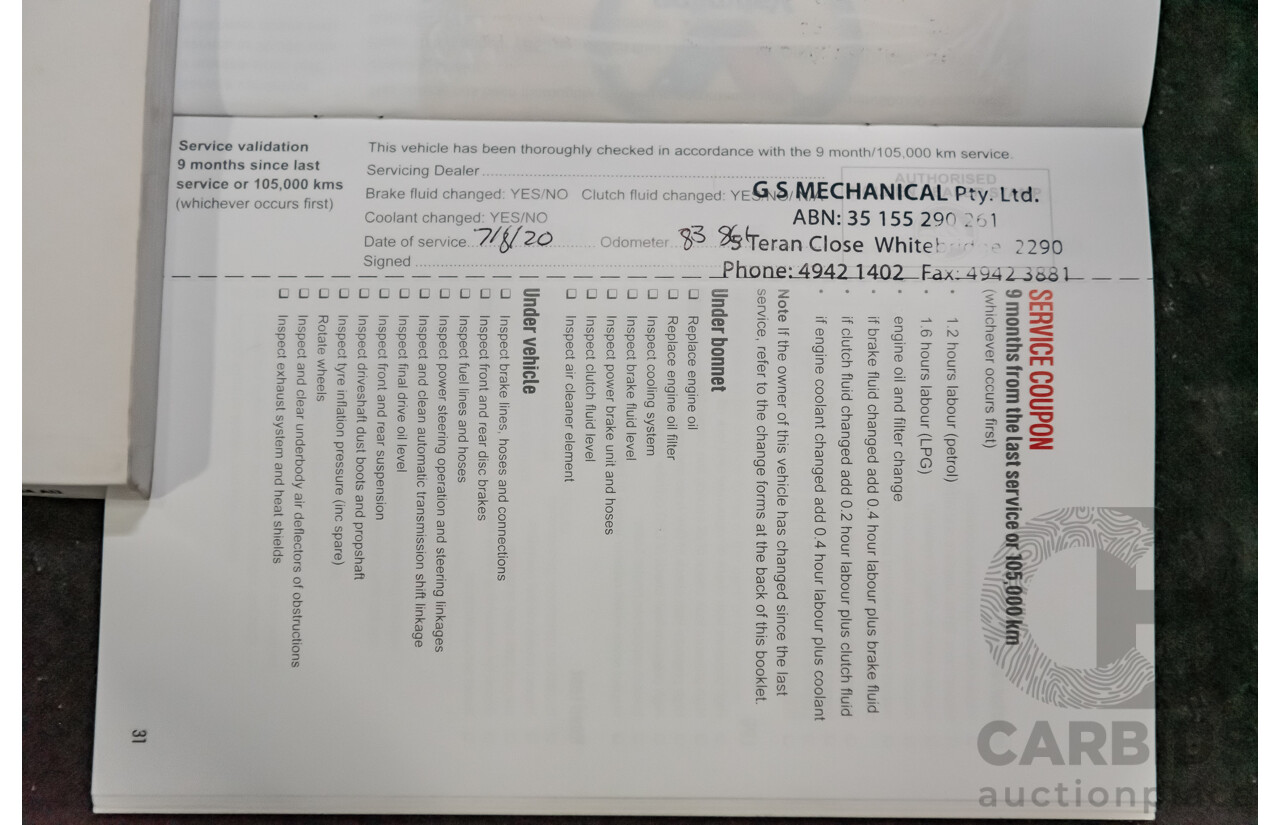 Service validation
9 months since last
service or 105,000 kms
(whichever occurs first)
This vehicle has been thoroughly checked in accordance with the 9 month/105,000 km service.
Servicing Dealer
AUTHORISED
Brake fluid changed: YES/NO Clutch fluid changed: YES/NO/N/A
G S MECHANICAL Pty. Ltd.
Coolant changed: YES/NO
ABN: 35 155 290 261
Date of service 7/8/20 Odometer 83
5 Teran Close 2290
Signed
Phone: 4942 1402 Fax: 4942 3881
SERVICE COUPON
9 months from the last service or 105,000 km
(whichever occurs first)
• 1.2 hours labour (petrol)
• 1.6 hours labour (LPG)
• engine oil and filter change
• if brake fluid changed add 0.4 hour labour plus brake fluid
• if clutch fluid changed add 0.2 hour labour plus clutch fluid
• if engine coolant changed add 0.4 hour labour plus coolant
Note If the owner of this vehicle has changed since the last
service, refer to the change forms at the back of this booklet.
Under bonnet
❑ Replace engine oil
❑ Replace engine oil filter
❑ Inspect cooling system
❑ Inspect brake fluid level
❑ Inspect power brake unit and hoses
❑ Inspect clutch fluid level
❑ Inspect air cleaner element
Under vehicle
❑ Inspect brake lines, hoses and connections
❑ Inspect front and rear disc brakes
❑ Inspect fuel lines and hoses
❑ Inspect power steering operation and steering linkages
❑ Inspect and clean automatic transmission shift linkage
❑ Inspect final drive oil level
❑ Inspect front and rear suspension
❑ Inspect driveshaft dust boots and propshaft
❑ Inspect tyre inflation pressure (inc spare)
❑ Rotate wheels
❑ Inspect and clear underbody air deflectors of obstructions
❑ Inspect exhaust system and heat shields
31
CARBIDS
auctionplace